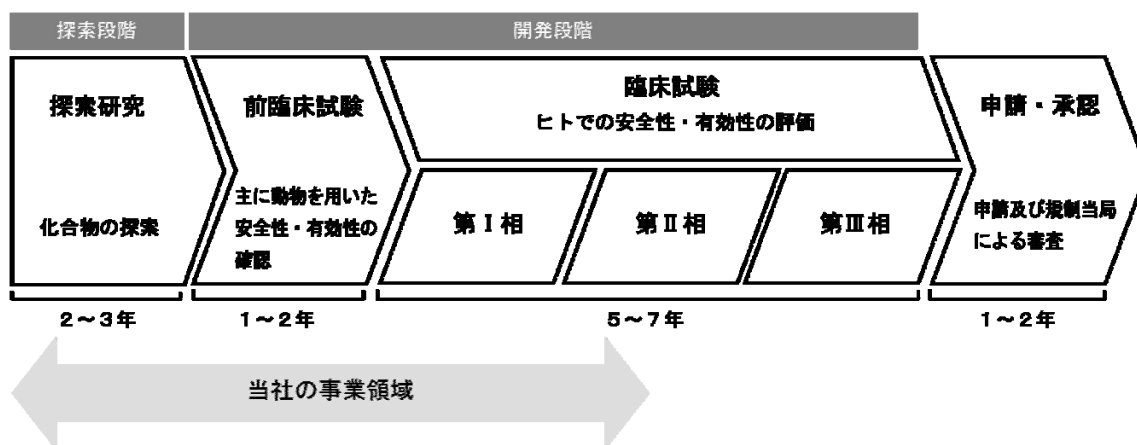 探索段階
開発段階
探索研究
前臨床試験
臨床試験
ヒトでの安全性・有効性の評価
申請・承認
化合物の探索
主に動物を用いた
安全性・有効性の
確認
第Ⅰ相
第Ⅱ相
第Ⅲ相
申請及び規制当局
による審査
2～3年
1～2年
5～7年
1～2年
当社の事業領域